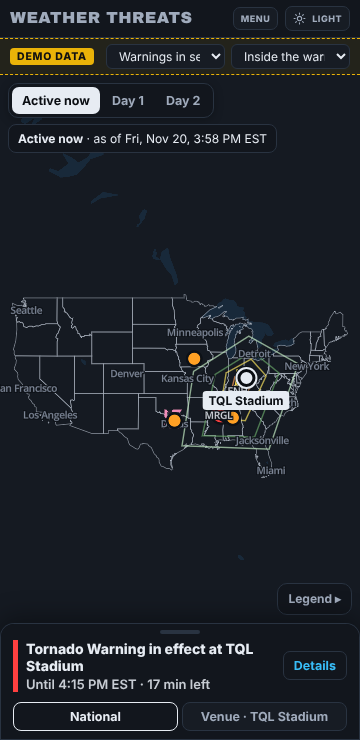 WEATHER THREATS
MENU
LIGHT
DEMO DATA
Warnings in se
Inside the war
Active now
Day 1
Day 2
Active now · as of Fri, Nov 20, 3:58 PM EST
Seattle
Minneapolis
Detroit
New York
Denver
Kansas City
an Francisco
TQL Stadium
Los Angeles
MRGL
Jacksonville
Miami
Legend ▸
Tornado Warning in effect at TQL
Stadium
Until 4:15 PM EST · 17 min left
Details
National
Venue · TQL Stadium